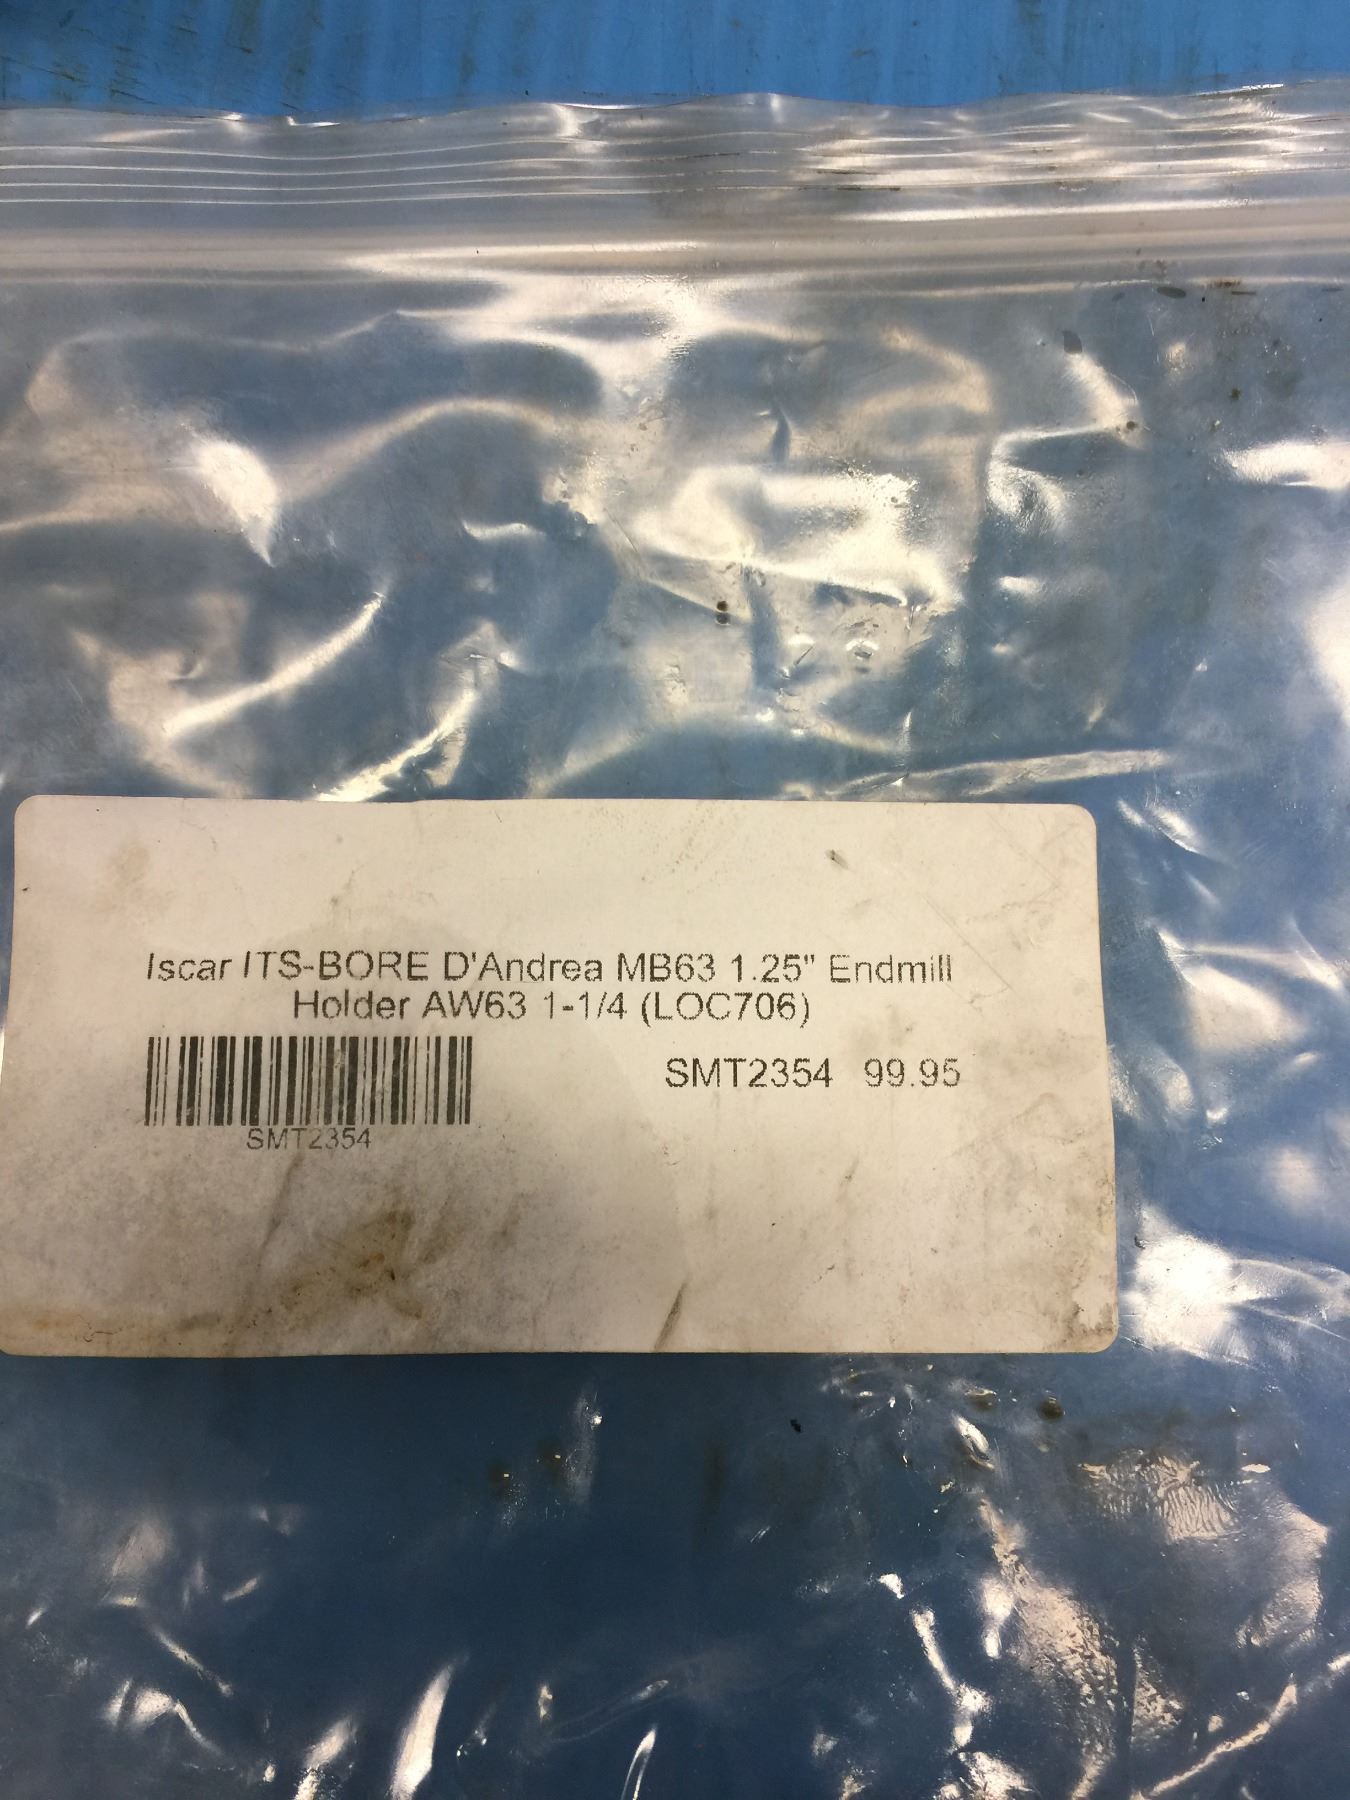 Iscar ITS-BORE D'Andrea MB63 1.25" Endmill
Holder AW63 1-1/4 (LOC706)
SMT2354 99.95
SMT2354